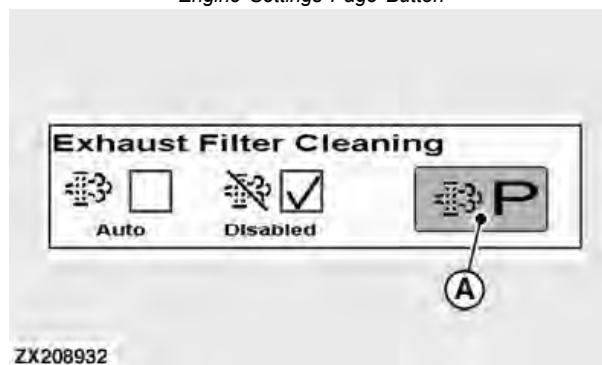 Engine Settings Page Button
Exhaust Filter Cleaning
Auto
Disabled
P
A
ZX208932